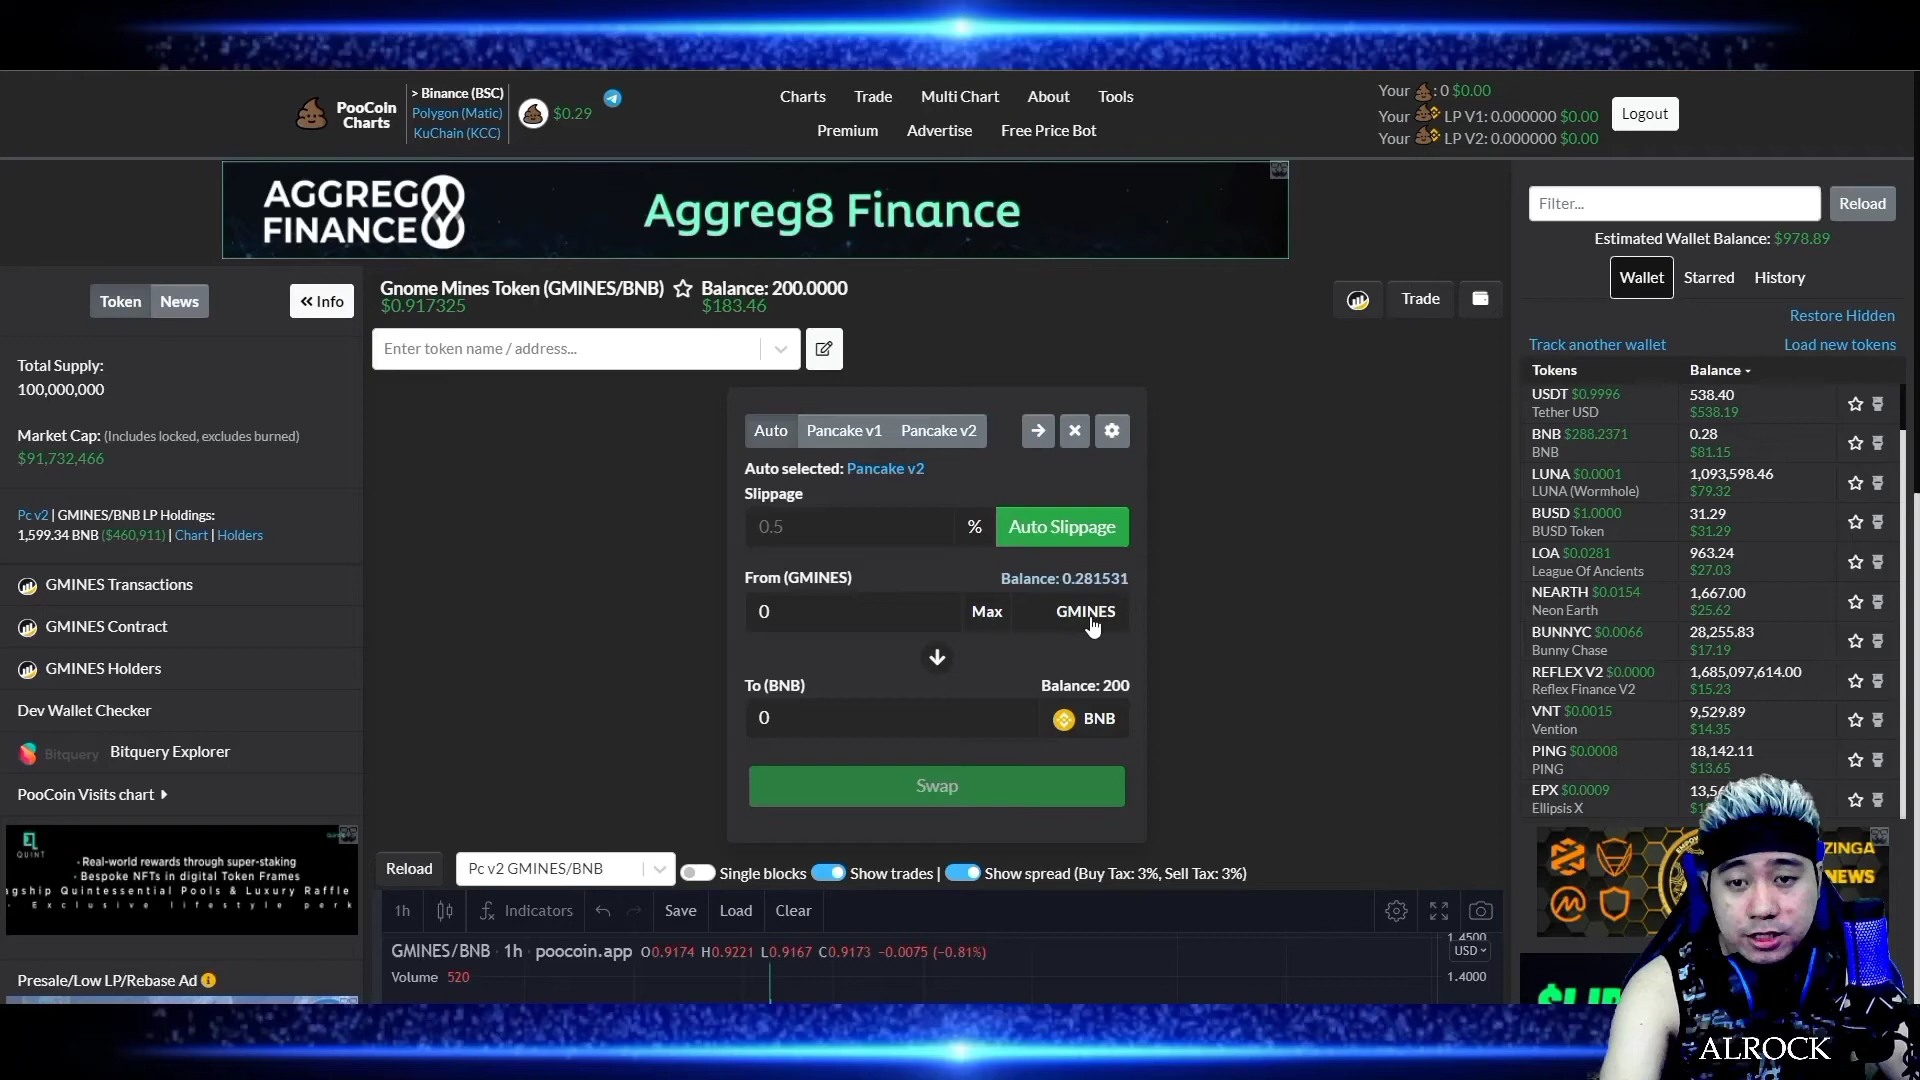 PooCoin
Charts
> Binance (BSC)
Polygon (Matic)
KuChain (KCC)
$0.29
Charts
Trade
Multi Chart
About
Tools
Premium
Advertise
Free Price Bot
Your : 0 $0.00
Your LP V1: 0.000000 $0.00
Your LP V2: 0.000000 $0.00
Logout
AGGREG8
FINANCE
Aggreg8 Finance
Token
News
« Info
Total Supply:
100,000,000
Market Cap: (Includes locked, excludes burned)
$91,732,466
Pc v2 | GMINES/BNB LP Holdings:
1,599.34 BNB ($460,911) | Chart | Holders
GMINES Transactions
GMINES Contract
GMINES Holders
Dev Wallet Checker
Bitquery
Bitquery Explorer
PooCoin Visits chart
QUINT
- Real-world rewards through super-staking
- Bespoke NFTs in digital Token Frames
agship Quintessential Pools & Luxury Raffle
- Exclusive lifestyle perk
Presale/Low LP/Rebase Ad
Gnome Mines Token (GMINES/BNB)
$0.917325
Balance: 200.0000
$183.46
Trade
Enter token name / address...
Auto
Pancake v1
Pancake v2
Auto selected: Pancake v2
Slippage
0.5
%
Auto Slippage
From (GMINES)
Balance: 0.281531
0
Max
GMINES
To (BNB)
Balance: 200
0
BNB
Swap
Reload
Pc v2 GMINES/BNB
Single blocks
Show trades |
Show spread (Buy Tax: 3%, Sell Tax: 3%)
1h
Indicators
Save
Load
Clear
GMINES/BNB · 1h · poocoin.app O0.9174 H0.9221 L0.9167 C0.9173 -0.0075 (-0.81%)
Volume 520
1.4500
USD
1.4000
Filter...
Reload
Estimated Wallet Balance: $978.89
Wallet
Starred
History
Restore Hidden
Track another wallet
Load new tokens
Tokens
Balance
USDT $0.9996
Tether USD
538.40
$538.19
BNB $288.2371
BNB
0.28
$81.15
LUNA $0.0001
LUNA (Wormhole)
1,093,598.46
$79.32
BUSD $1.0000
BUSD Token
31.29
$31.29
LOA $0.0281
League Of Ancients
963.24
$27.03
NEARTH $0.0154
Neon Earth
1,667.00
$25.62
BUNNYC $0.0066
Bunny Chase
28,255.83
$17.19
REFLEX V2 $0.0000
Reflex Finance V2
1,685,097,614.00
$15.23
VNT $0.0015
Vention
9,529.89
$14.35
PING $0.0008
PING
18,142.11
$13.65
EPX $0.0009
Ellipsis X
ZINGA
NEWS
ALROCK